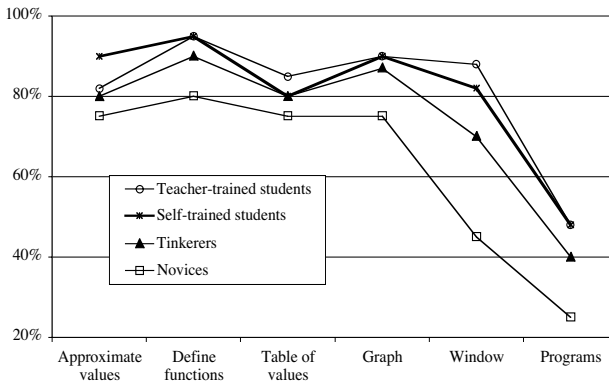 100%
80%
60%
40%
20%
Teacher-trained students
Self-trained students
Tinkerers
Novices
Approximate values
Define functions
Table of values
Graph
Window
Programs